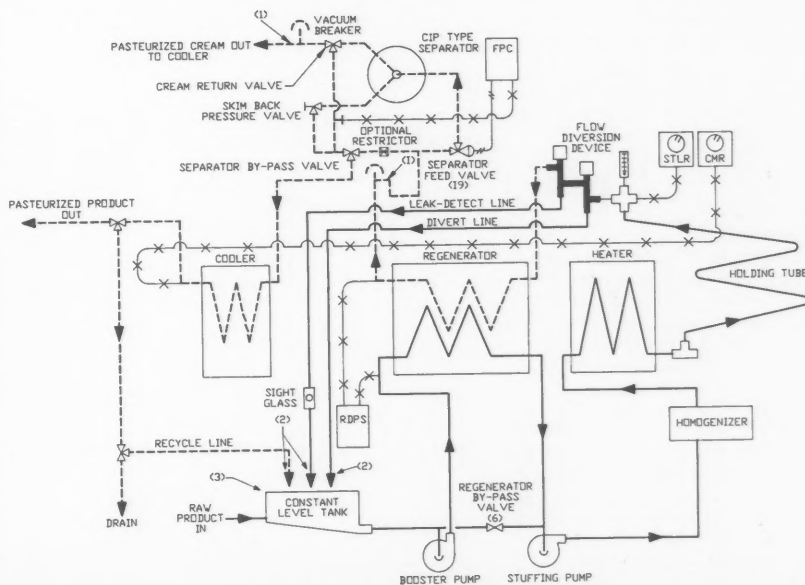 (1)
VACUUM
BREAKER
CIP TYPE
SEPARATOR
FPC
PASTEURIZED CREAM OUT
TO COOLER
CREAM RETURN VALVE
SKIM BACK
PRESSURE VALVE
OPTIONAL
RESTRICTOR
FLOW
DIVERSION
DEVICE
STLR
CMR
SEPARATOR BY-PASS VALVE
(1)
SEPARATOR
FEED VALVE
(19)
LEAK-DETECT LINE
PASTEURIZED PRODUCT
OUT
DIVERT LINE
COOLER
REGENERATOR
HEATER
HOLDING TUBE
SIGHT
GLASS
RDPS
HOMOGENIZER
RECYCLE LINE
(2)
(2)
(3)
CONSTANT
LEVEL TANK
REGENERATOR
BY-PASS
VALVE
(6)
RAW
PRODUCT
IN
DRAIN
BOOSTER PUMP
STUFFING PUMP